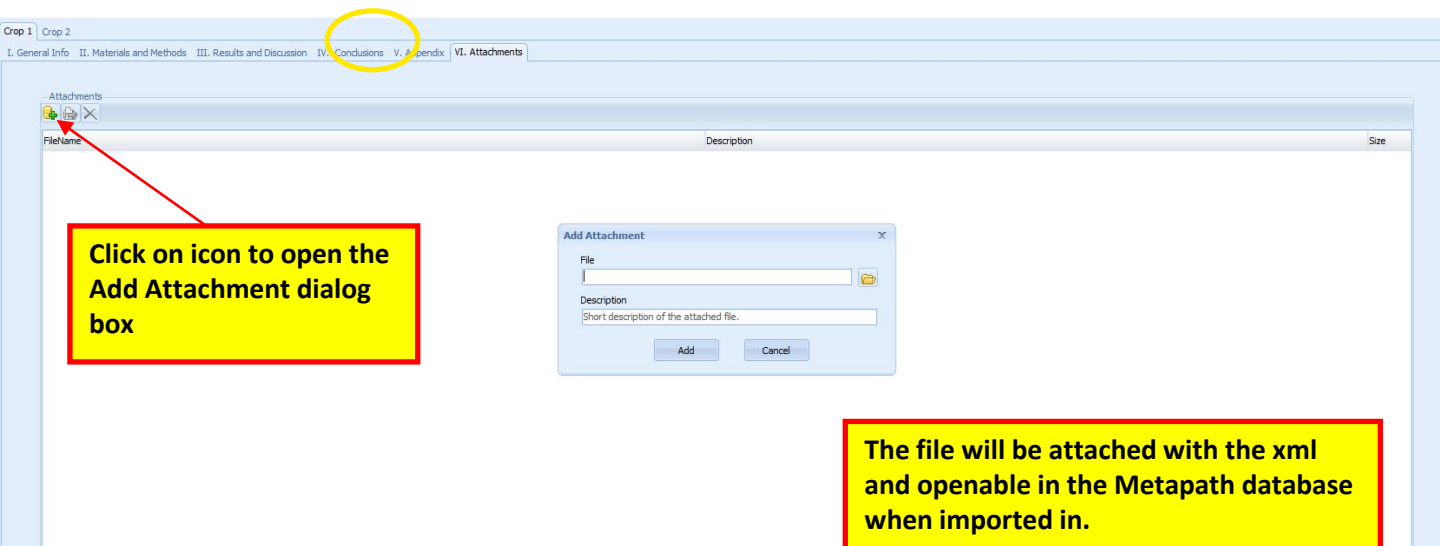 Crop 1 Crop 2
I. General Info II. Materials and Methods III. Results and Discussion IV. Conclusions V. Appendix VI. Attachments
Attachments
FileName Description Size
Click on icon to open the
Add Attachment dialog
box
Add Attachment x
File
Description
Short description of the attached file.
Add Cancel
The file will be attached with the xml
and openable in the Metapath database
when imported in.